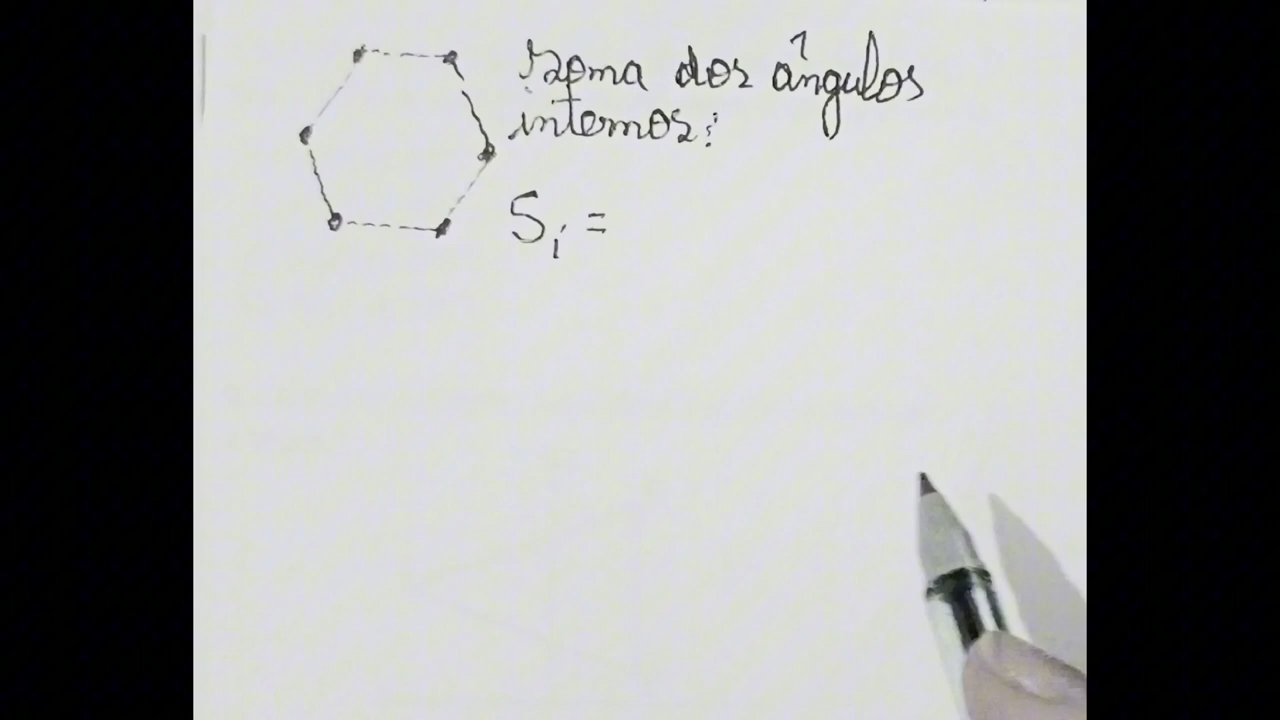 Soma dos ângulos
internos:
Si =